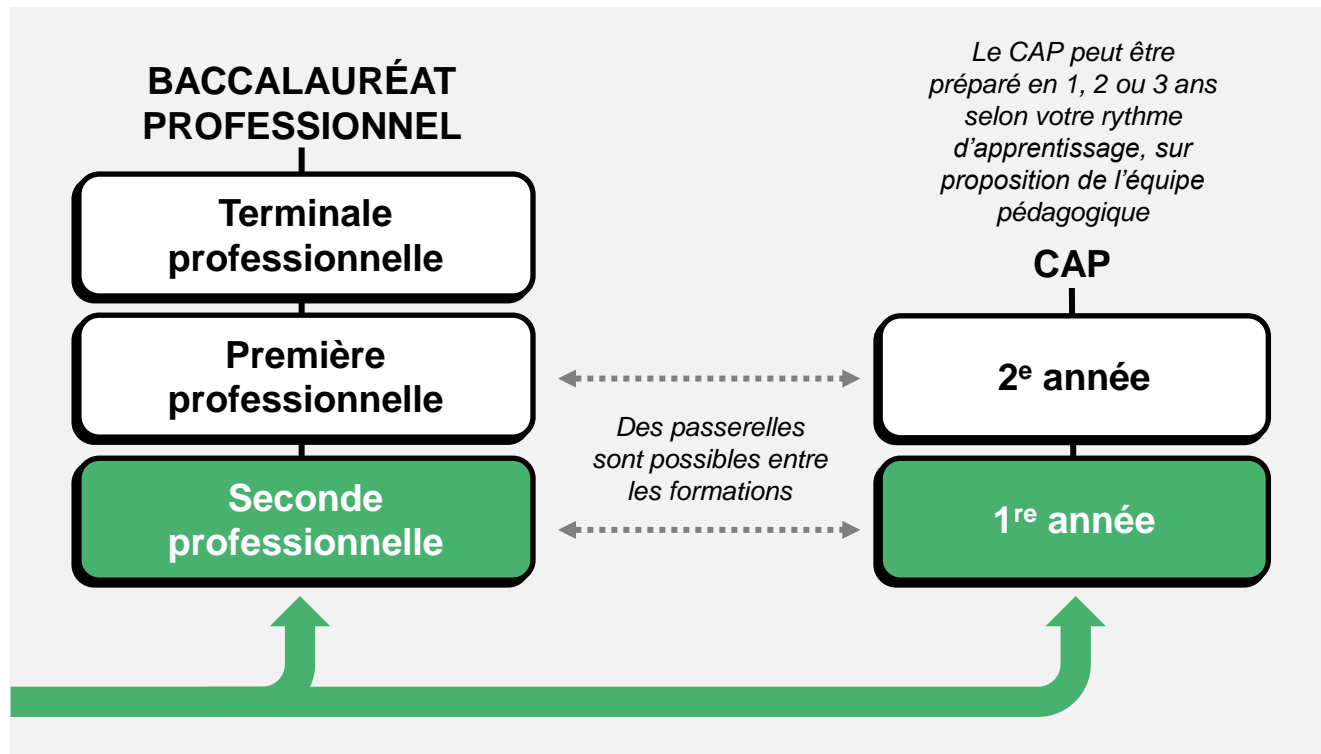 BACCALAURÉAT
PROFESSIONNEL
Terminale
professionnelle
Première
professionnelle
Seconde
professionnelle
Des passerelles
sont possibles entre
les formations
Le CAP peut être
préparé en 1, 2 ou 3 ans
selon votre rythme
d’apprentissage, sur
proposition de l’équipe
pédagogique
CAP
2e année
1re année